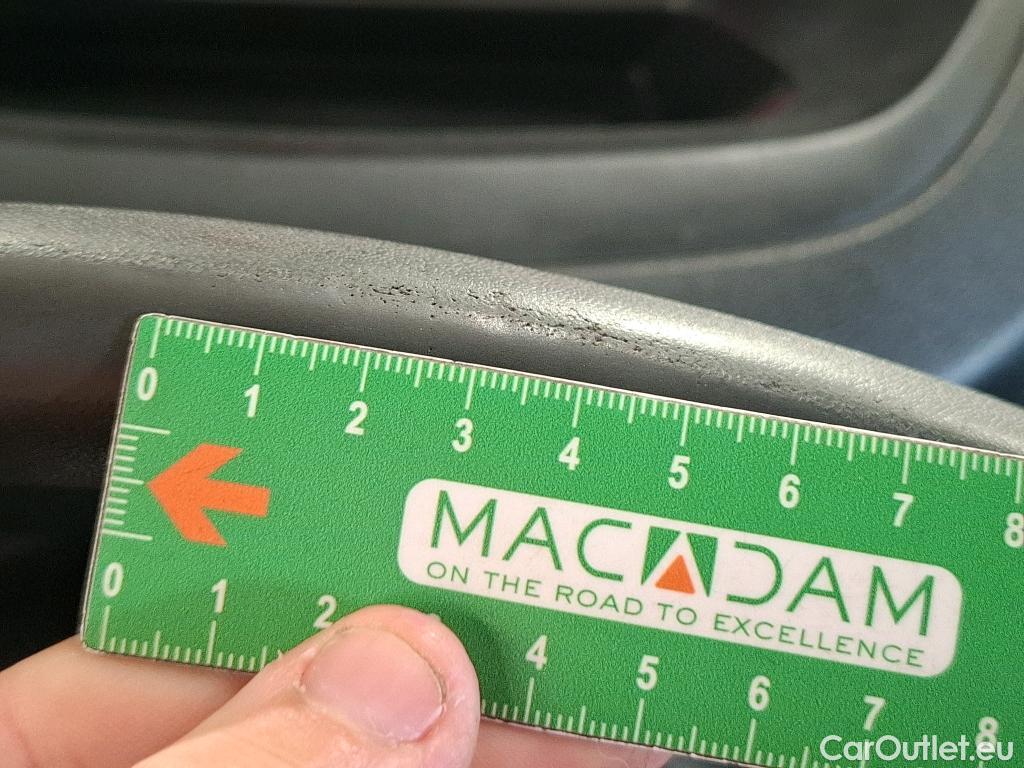 0 1 2 3 4 5 6 7 8
MACADAM
ON THE ROAD TO EXCELLENCE
0 1 2 4 5 6 7 8
CarOutlet.eu